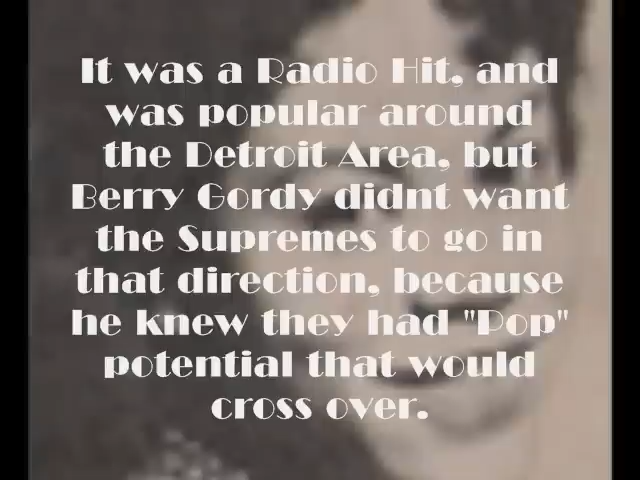 It was a Radio Hit, and
was popular around
the Detroit Area, but
Berry Gordy didnt want
the Supremes to go in
that direction, because
he knew they had "Pop"
potential that would
cross over.